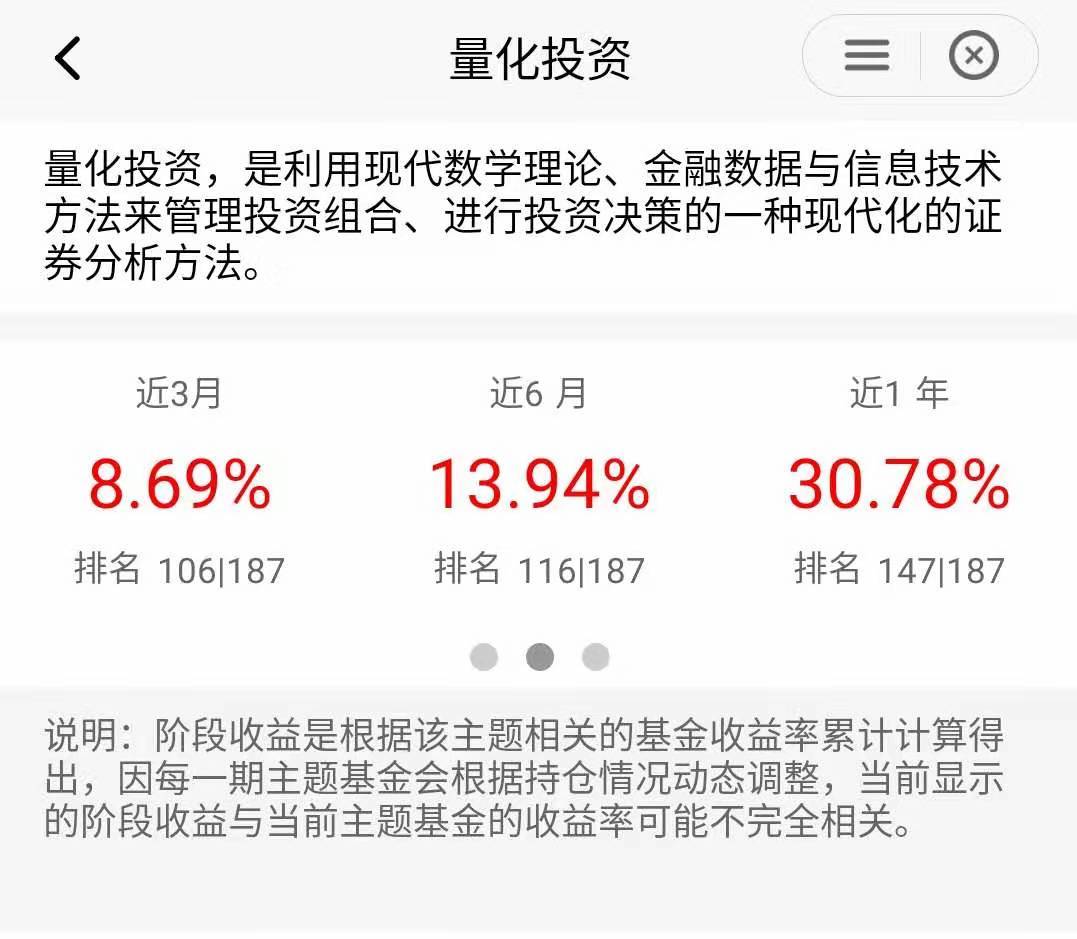 量化投资
量化投资，是利用现代数学理论、金融数据与信息技术
方法来管理投资组合、进行投资决策的一种现代化的证
券分析方法。
近3月
近6 月
近1 年
8.69%
13.94%
30.78%
排名 106|187
排名 116|187
排名 147|187
说明：阶段收益是根据该主题相关的基金收益率累计计算得
出，因每一期主题基金会根据持仓情况动态调整，当前显示
的阶段收益与当前主题基金的收益率可能不完全相关。